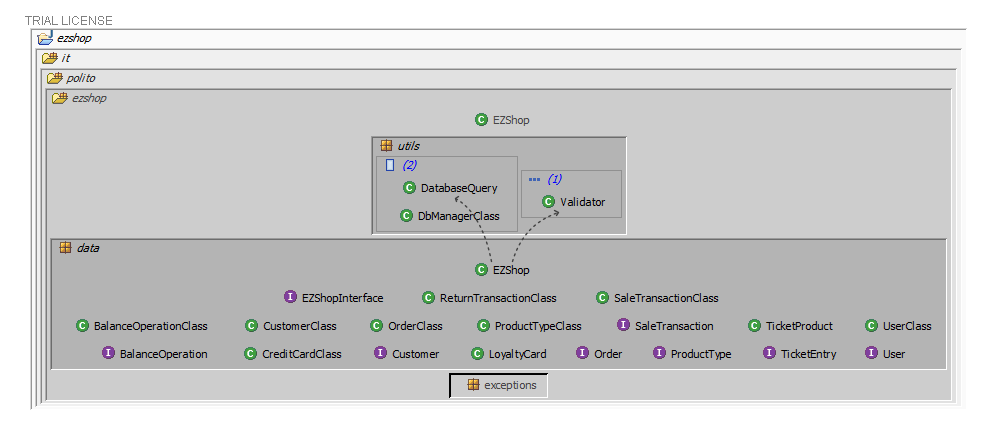 TRIAL LICENSE
ezshop
it
polito
ezshop
C EZShop
utils
(2)
(1)
C DatabaseQuery
C Validator
C DbManagerClass
data
C EZShop
I EZShopInterface C ReturnTransactionClass C SaleTransactionClass
C BalanceOperationClass C CustomerClass C OrderClass C ProductTypeClass I SaleTransaction C TicketProduct C UserClass
I BalanceOperation C CreditCardClass I Customer C LoyaltyCard I Order I ProductType I TicketEntry I User
exceptions